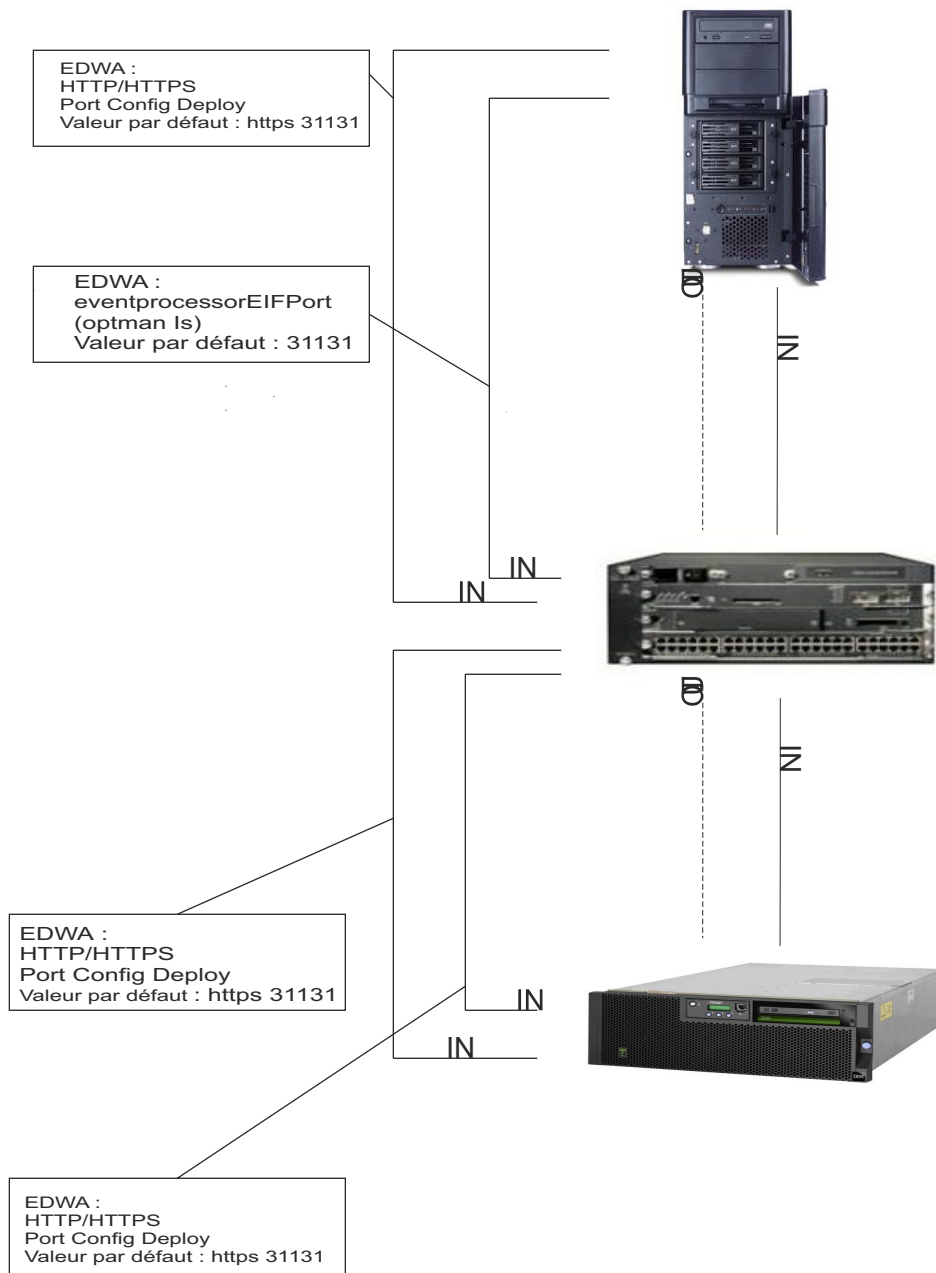 EDWA :
HTTP/HTTPS
Port Config Deploy
Valeur par défaut : https 31131
EDWA :
eventprocessorEIFPort
(optman ls)
Valeur par défaut : 31131
IN
IN
IN
IN
EDWA :
HTTP/HTTPS
Port Config Deploy
Valeur par défaut : https 31131
IN
IN
EDWA :
HTTP/HTTPS
Port Config Deploy
Valeur par défaut : https 31131